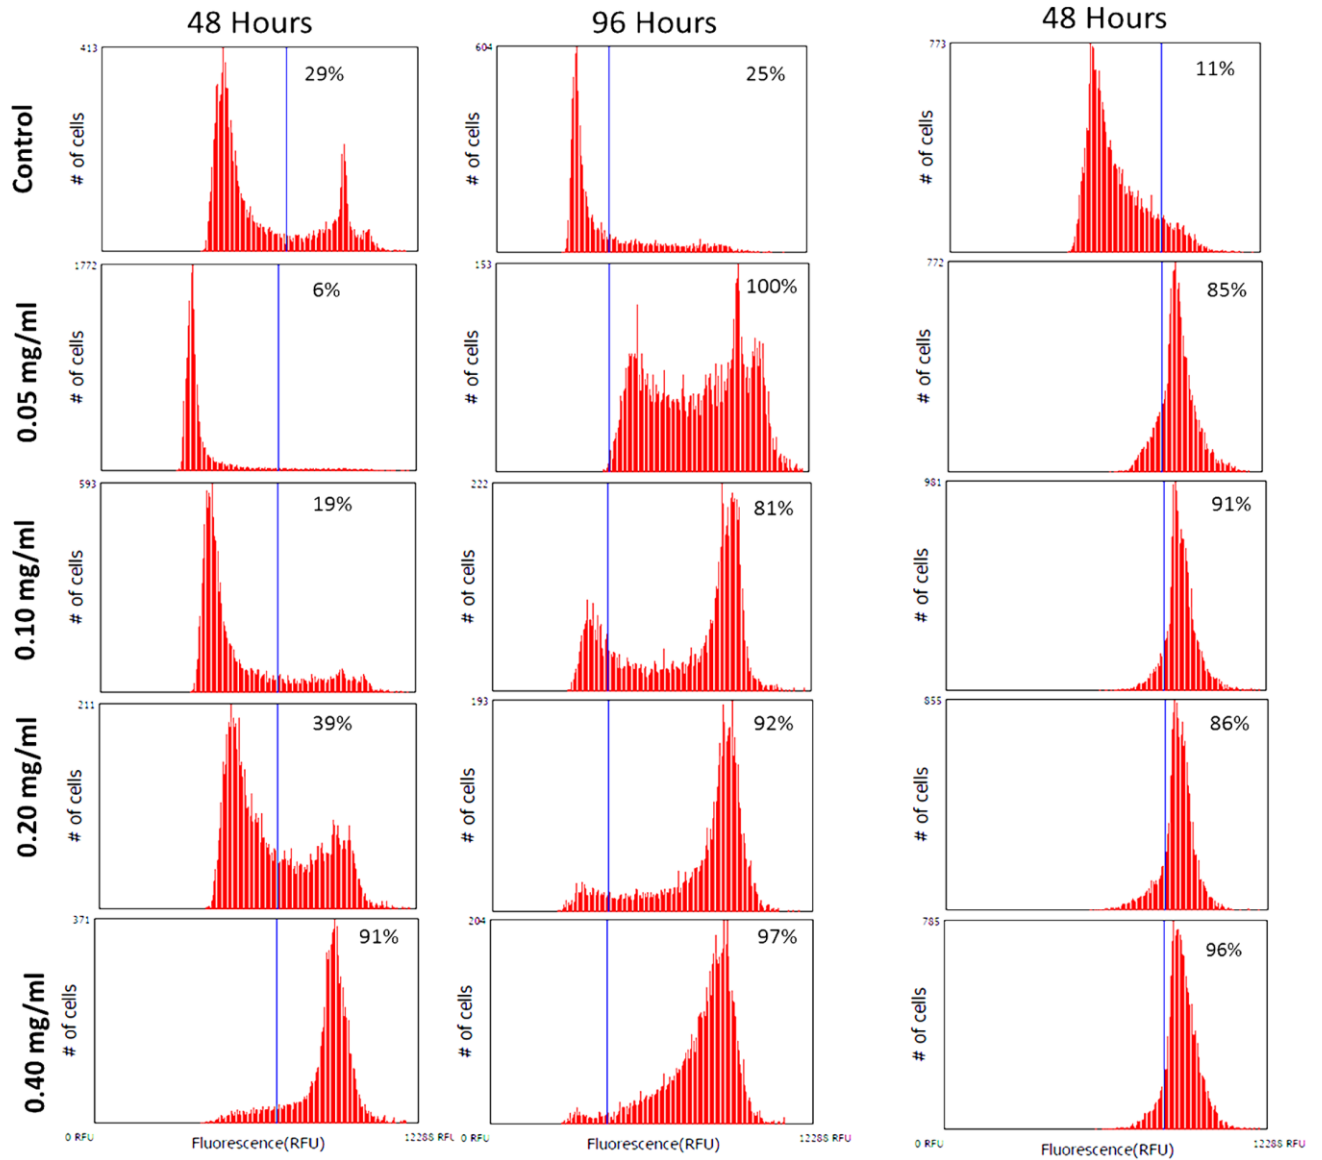 48 Hours
96 Hours
48 Hours
Control
413
# of cells
29%
604
# of cells
25%
773
# of cells
11%
0.05 mg/ml
1772
# of cells
6%
153
# of cells
100%
772
# of cells
85%
0.10 mg/ml
593
# of cells
19%
222
# of cells
81%
981
# of cells
91%
0.20 mg/ml
211
# of cells
39%
193
# of cells
92%
855
# of cells
86%
0.40 mg/ml
371
# of cells
91%
204
# of cells
97%
785
# of cells
96%
0 RFU
Fluorescence(RFU)
12288 RFU
0 RFU
Fluorescence(RFU)
12288 RFU
0 RFU
Fluorescence(RFU)
12288 RFU